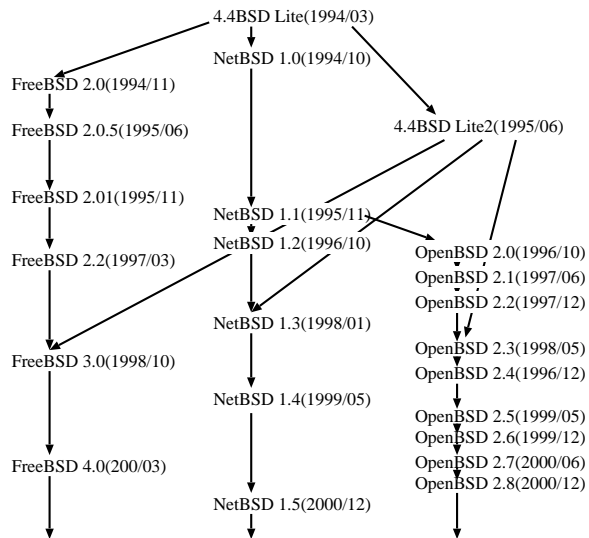 4.4BSD Lite(1994/03)
NetBSD 1.0(1994/10)
FreeBSD 2.0(1994/11)
4.4BSD Lite2(1995/06)
FreeBSD 2.0.5(1995/06)
FreeBSD 2.01(1995/11)
NetBSD 1.1(1995/11)
NetBSD 1.2(1996/10)
OpenBSD 2.0(1996/10)
FreeBSD 2.2(1997/03)
OpenBSD 2.1(1997/06)
OpenBSD 2.2(1997/12)
NetBSD 1.3(1998/01)
OpenBSD 2.3(1998/05)
FreeBSD 3.0(1998/10)
OpenBSD 2.4(1996/12)
NetBSD 1.4(1999/05)
OpenBSD 2.5(1999/05)
OpenBSD 2.6(1999/12)
OpenBSD 2.7(2000/06)
FreeBSD 4.0(200/03)
OpenBSD 2.8(2000/12)
NetBSD 1.5(2000/12)